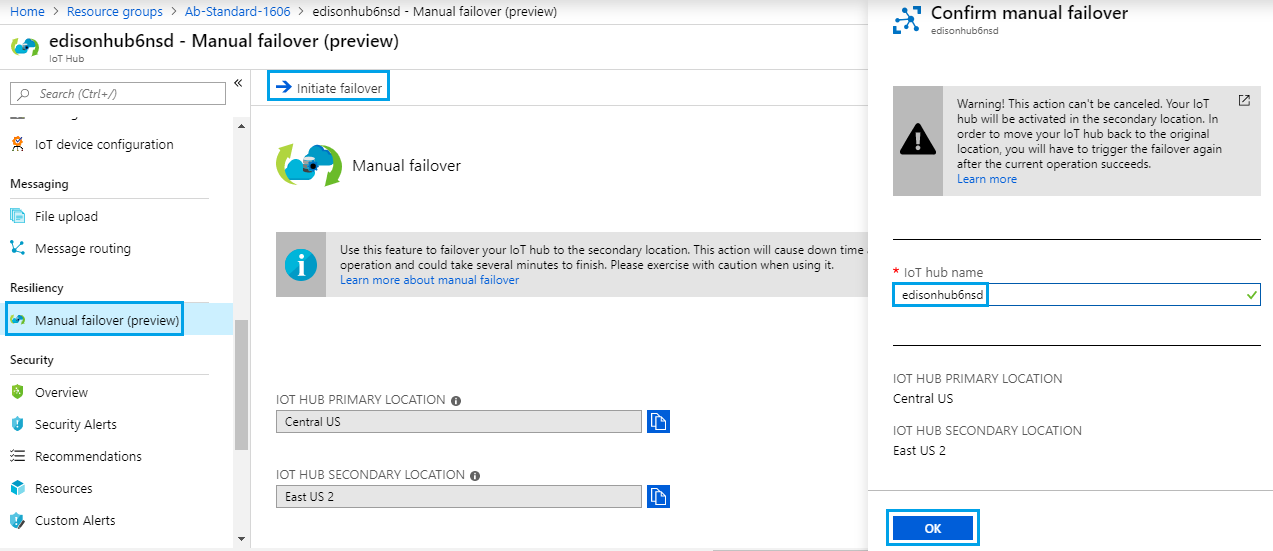 Home > Resource groups > Ab-Standard-1606 > edisonhub6nsd - Manual failover (preview)
edisonhub6nsd - Manual failover (preview)
IoT Hub
Search (Ctrl+/)
IoT device configuration
Messaging
File upload
Message routing
Resiliency
Manual failover (preview)
Security
Overview
Security Alerts
Recommendations
Resources
Custom Alerts
Initiate failover
Manual failover
Use this feature to failover your IoT hub to the secondary location. This action will cause down time
operation and could take several minutes to finish. Please exercise with caution when using it.
Learn more about manual failover
IOT HUB PRIMARY LOCATION
Central US
IOT HUB SECONDARY LOCATION
East US 2
Confirm manual failover
edisonhub6nsd
Warning! This action can't be canceled. Your IoT
hub will be activated in the secondary location. In
order to move your IoT hub back to the original
location, you will have to trigger the failover again
after the current operation succeeds.
Learn more
* IoT hub name
edisonhub6nsd
IOT HUB PRIMARY LOCATION
Central US
IOT HUB SECONDARY LOCATION
East US 2
OK